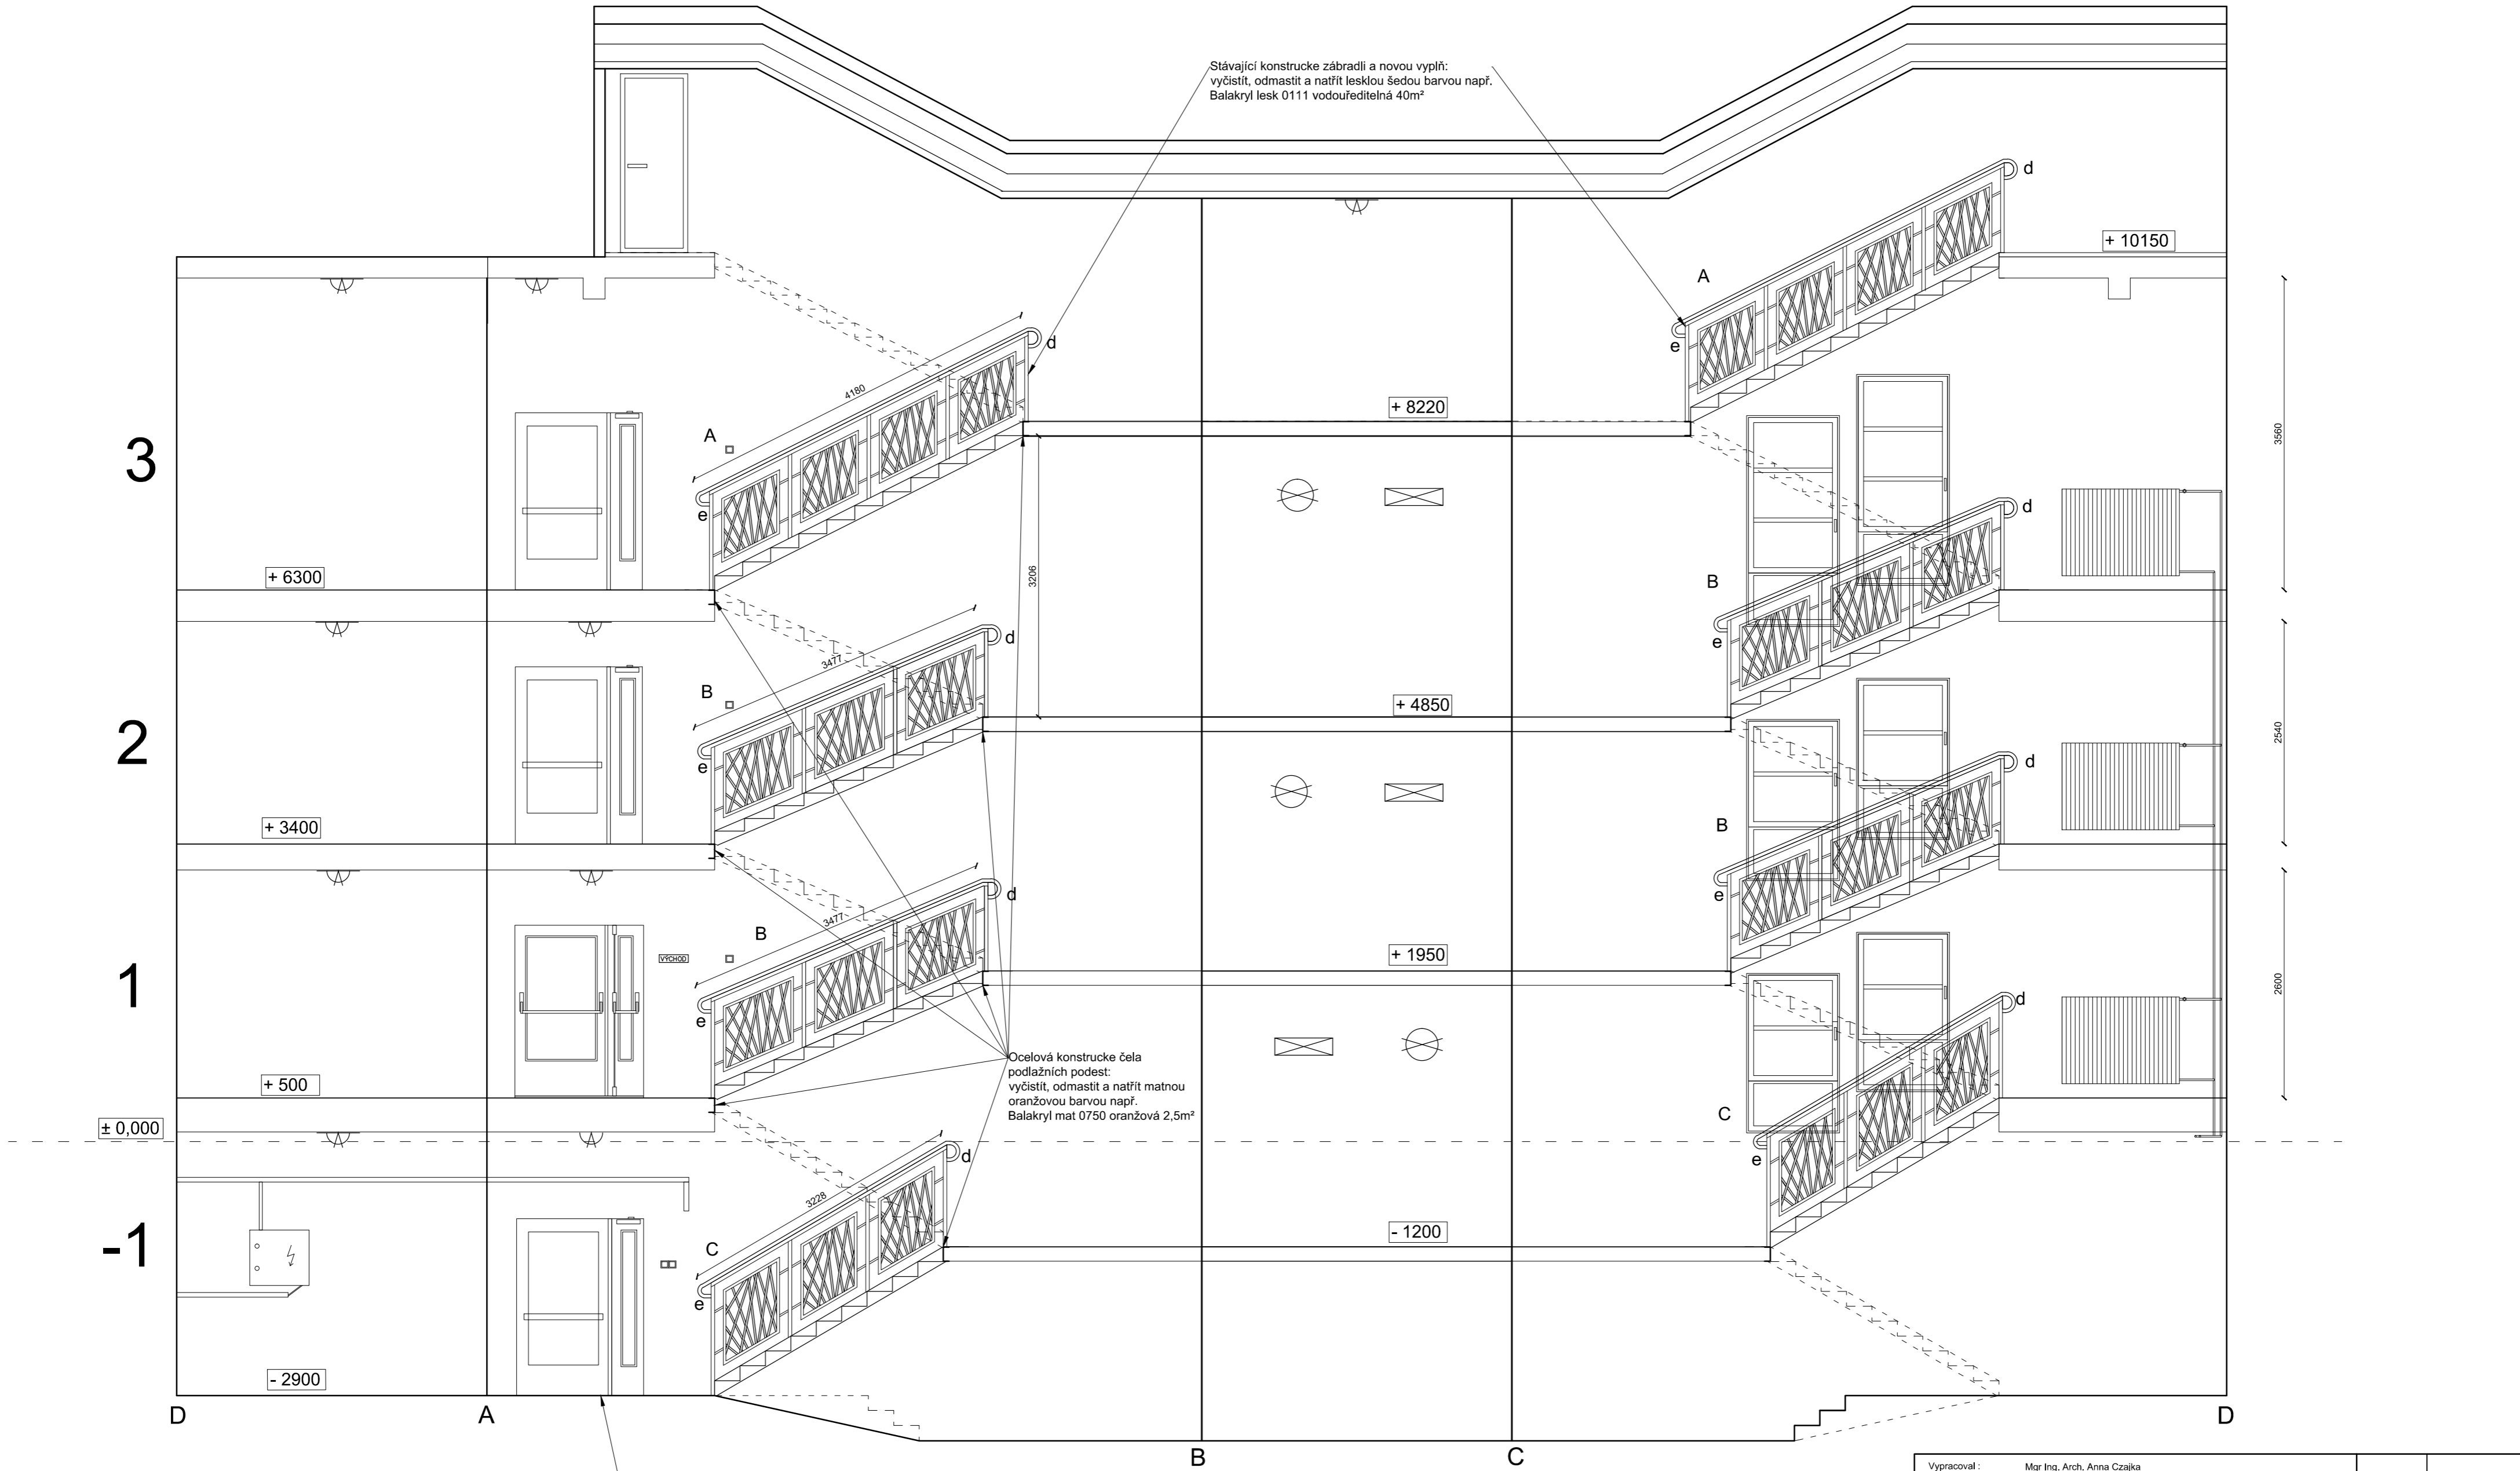 Stávající konstrucke zábradli a novou vyplň:
vyčistít, odmastit a natřít lesklou šedou barvou např.
Balakryl lesk 0111 vodouředitelná 40m²
d
+ 10150
A
e
d
4180
A
+ 8220
3560
3
e
d
+ 6300
B
3206
e
d
3477
B
+ 4850
2540
2
e
d
+ 3400
B
e
d
3477
B
VÝCHOD
+ 1950
2600
1
e
d
Ocelová konstrucke čela
podlažních podest:
vyčistít, odmastit a natřít matnou
oranžovou barvou např.
Balakryl mat 0750 oranžová 2,5m²
+ 500
C
± 0,000
e
d
3228
- 1200
-1
C
e
- 2900
D
A
B
C
D
Vypracoval :
Mgr Ing, Arch, Anna Czajka